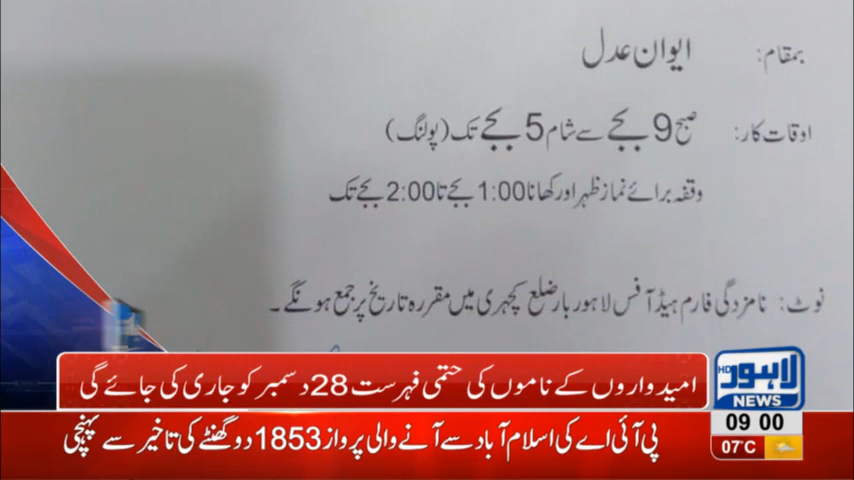 بمقام: ایوان عدل
اوقات کار: صبح 9 بجے سے شام 5 بجے تک (پولنگ)
وقفہ برائے نماز ظہر اور کھانا 1:00 بجے تا 2:00 بجے تک
نوٹ: نامزدگی فارم ہیڈ آفس لاہور بار ضلع کچہری میں مقررہ تاریخ پر جمع ہونگے۔
امیدواروں کے ناموں کی حتمی فہرست 28 دسمبر کو جاری کی جائے گی
لاہور HD
NEWS
پی آئی اے کی اسلام آباد سے آنے والی پرواز 1853 دو گھنٹے کی تاخیر سے پہنچی
09 00
07°C